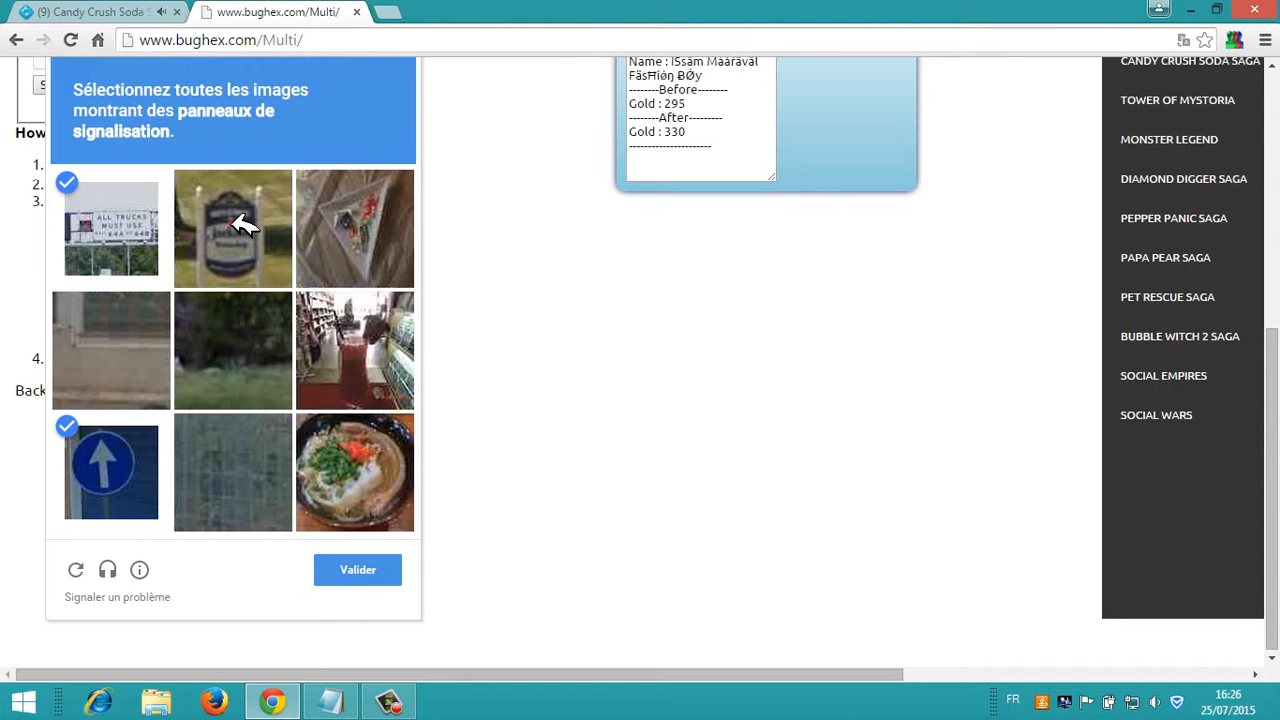 (9) Candy Crush Soda S
www.bughex.com/Multi/
www.bughex.com/Multi/
Sélectionnez toutes les images
montrant des panneaux de
signalisation.
How
1.
2.
3.
4.
Back
ALL TRUCKS
MUST USE
Valider
Signaler un problème
Name : ÏSsäm Määräväl
FäsĦiớη ɃØy
--------Before--------
Gold : 295
--------After---------
Gold : 330
----------------------
CANDY CRUSH SODA SAGA
TOWER OF MYSTORIA
MONSTER LEGEND
DIAMOND DIGGER SAGA
PEPPER PANIC SAGA
PAPA PEAR SAGA
PET RESCUE SAGA
BUBBLE WITCH 2 SAGA
SOCIAL EMPIRES
SOCIAL WARS
FR
16:26
25/07/2015